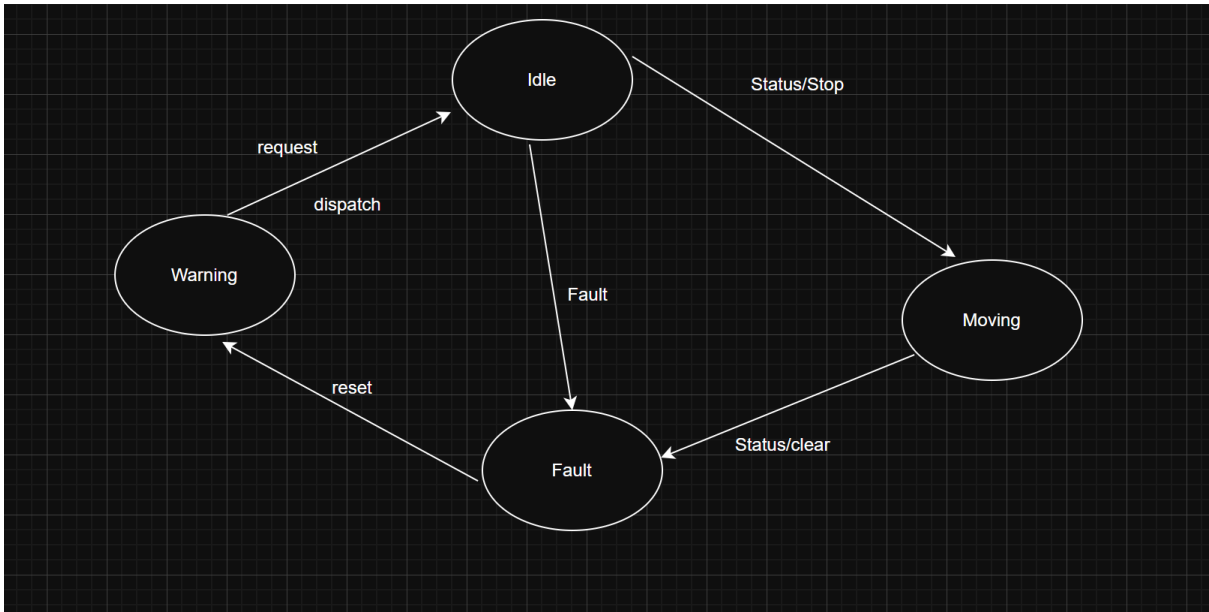 Idle
Status/Stop
request
dispatch
Warning
Fault
Moving
reset
Status/clear
Fault